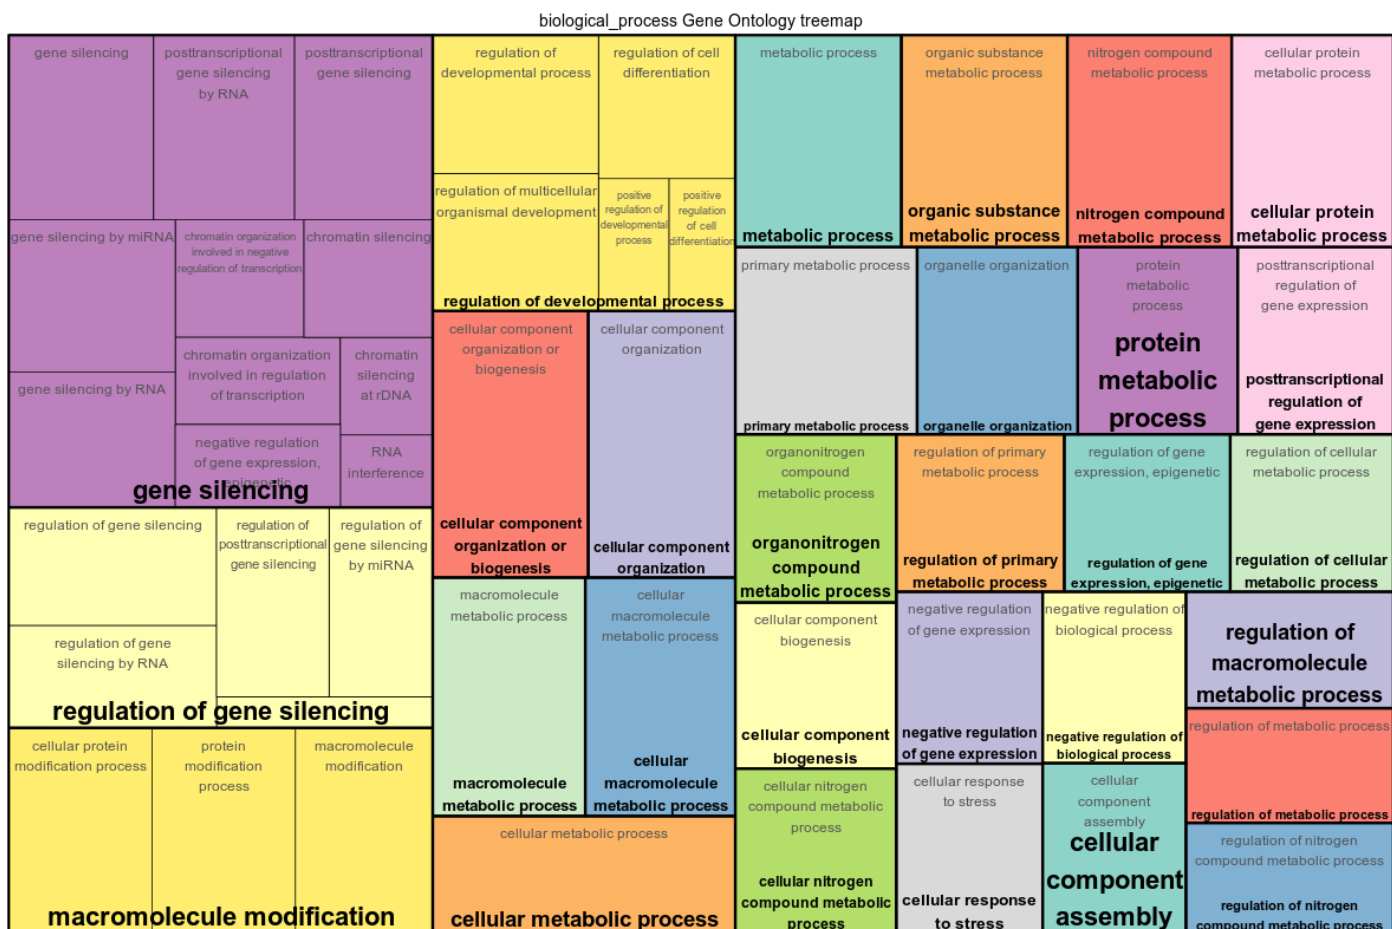 biological_process Gene Ontology treemap
gene silencing
posttranscriptional
gene silencing
by RNA
posttranscriptional
gene silencing
gene silencing by miRNA
chromatin organization
involved in negative
regulation of transcription
chromatin silencing
gene silencing by RNA
chromatin organization
involved in regulation
of transcription
chromatin
silencing
at rDNA
negative regulation
of gene expression,
epigenetic
RNA
interference
gene silencing
regulation of gene silencing
regulation of
posttranscriptional
gene silencing
regulation of
gene silencing
by miRNA
regulation of gene
silencing by RNA
regulation of gene silencing
cellular protein
modification process
protein
modification
process
macromolecule
modification
macromolecule modification
regulation of
developmental process
regulation of cell
differentiation
regulation of multicellular
organismal development
positive
regulation of
developmental
process
positive
regulation
of cell
differentiation
regulation of developmental process
cellular component
organization or
biogenesis
cellular component
organization or
biogenesis
cellular component
organization
cellular component
organization
macromolecule
metabolic process
macromolecule
metabolic process
cellular
macromolecule
metabolic process
cellular
macromolecule
metabolic process
cellular metabolic process
cellular metabolic process
metabolic process
metabolic process
organic substance
metabolic process
organic substance
metabolic process
nitrogen compound
metabolic process
nitrogen compound
metabolic process
cellular protein
metabolic process
cellular protein
metabolic process
primary metabolic process
primary metabolic process
organelle organization
organelle organization
protein
metabolic
process
protein
metabolic
process
posttranscriptional
regulation of
gene expression
posttranscriptional
regulation of
gene expression
organonitrogen
compound
metabolic process
organonitrogen
compound
metabolic process
regulation of primary
metabolic process
regulation of primary
metabolic process
regulation of gene
expression, epigenetic
regulation of gene
expression, epigenetic
regulation of cellular
metabolic process
regulation of cellular
metabolic process
cellular component
biogenesis
cellular component
biogenesis
negative regulation
of gene expression
negative regulation
of gene expression
negative regulation of
biological process
negative regulation of
biological process
regulation of
macromolecule
metabolic process
regulation of metabolic process
regulation of metabolic process
cellular nitrogen
compound metabolic
process
cellular nitrogen
compound metabolic
process
cellular response
to stress
cellular response
to stress
cellular
component
assembly
cellular
component
assembly
regulation of nitrogen
compound metabolic process
regulation of nitrogen
compound metabolic process